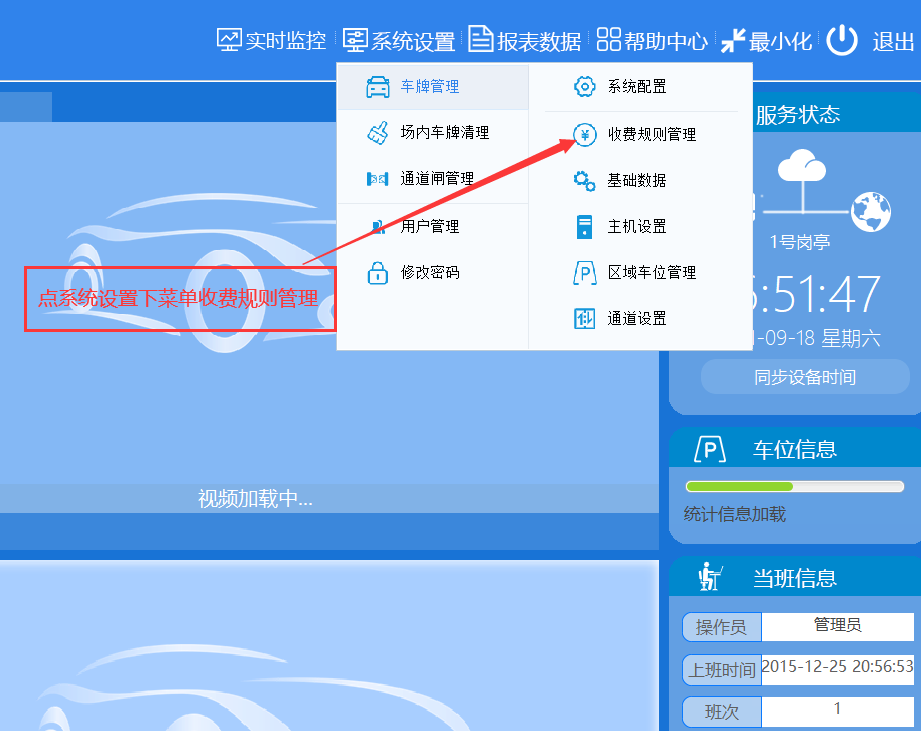 实时监控 系统设置 报表数据 帮助中心 最小化 退出
车牌管理
场内车牌清理
通道闸管理
用户管理
修改密码
系统配置
收费规则管理
基础数据
主机设置
区域车位管理
通道设置
点系统设置下菜单收费规则管理
视频加载中...
服务状态
1号岗亭
:51:47
-09-18 星期六
同步设备时间
车位信息
统计信息加载
当班信息
操作员 管理员
上班时间 2015-12-25 20:56:53
班次 1